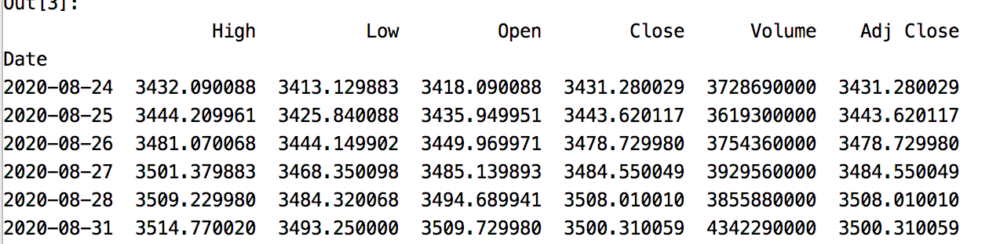 Out[3]:
High Low Open Close Volume Adj Close
Date
2020-08-24 3432.090088 3413.129883 3418.090088 3431.280029 3728690000 3431.280029
2020-08-25 3444.209961 3425.840088 3435.949951 3443.620117 3619300000 3443.620117
2020-08-26 3481.070068 3444.149902 3449.969971 3478.729980 3754360000 3478.729980
2020-08-27 3501.379883 3468.350098 3485.139893 3484.550049 3929560000 3484.550049
2020-08-28 3509.229980 3484.320068 3494.689941 3508.010010 3855880000 3508.010010
2020-08-31 3514.770020 3493.250000 3509.729980 3500.310059 4342290000 3500.310059